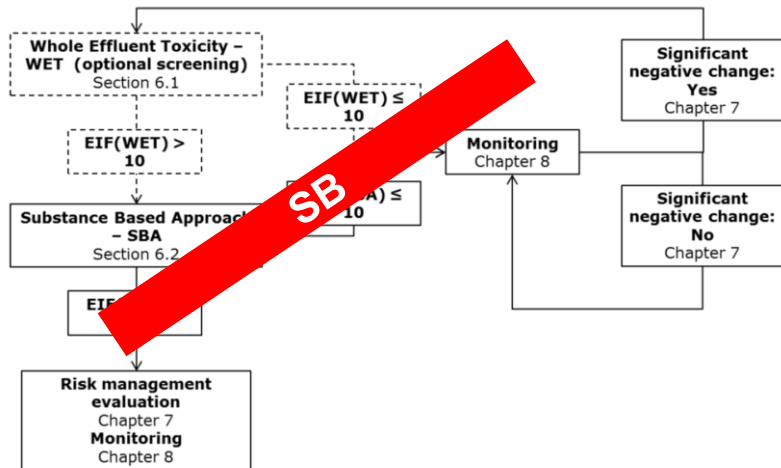 Whole Effluent Toxicity –
WET (optional screening)
Section 6.1
EIF(WET) ≤
10
EIF(WET) >
10
Significant
negative change:
Yes
Chapter 7
Monitoring
Chapter 8
SB
A) ≤
10
Substance Based Approac
– SBA
Section 6.2
Significant
negative change:
No
Chapter 7
EIF
Risk management
evaluation
Chapter 7
Monitoring
Chapter 8